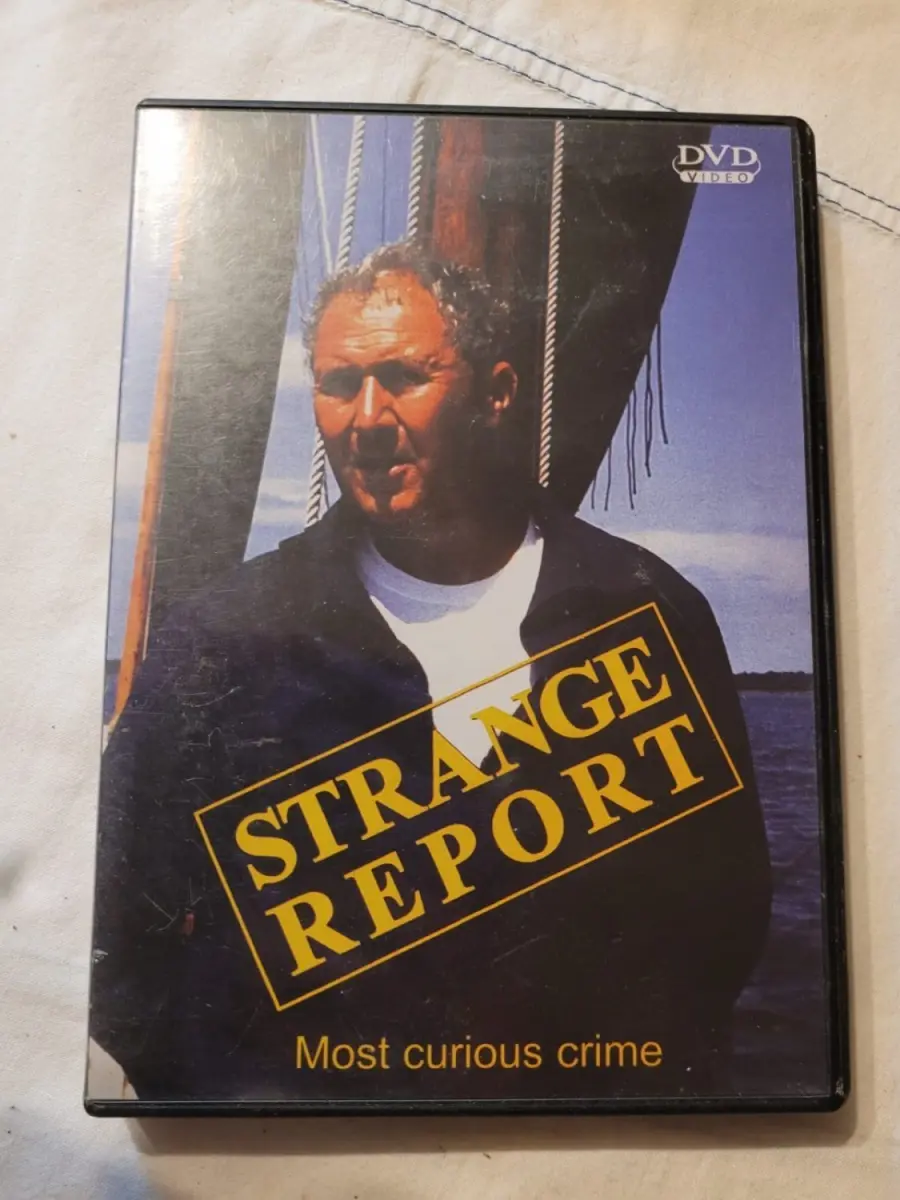 DVD
VIDEO
STRANGE
REPORT
Most curious crime